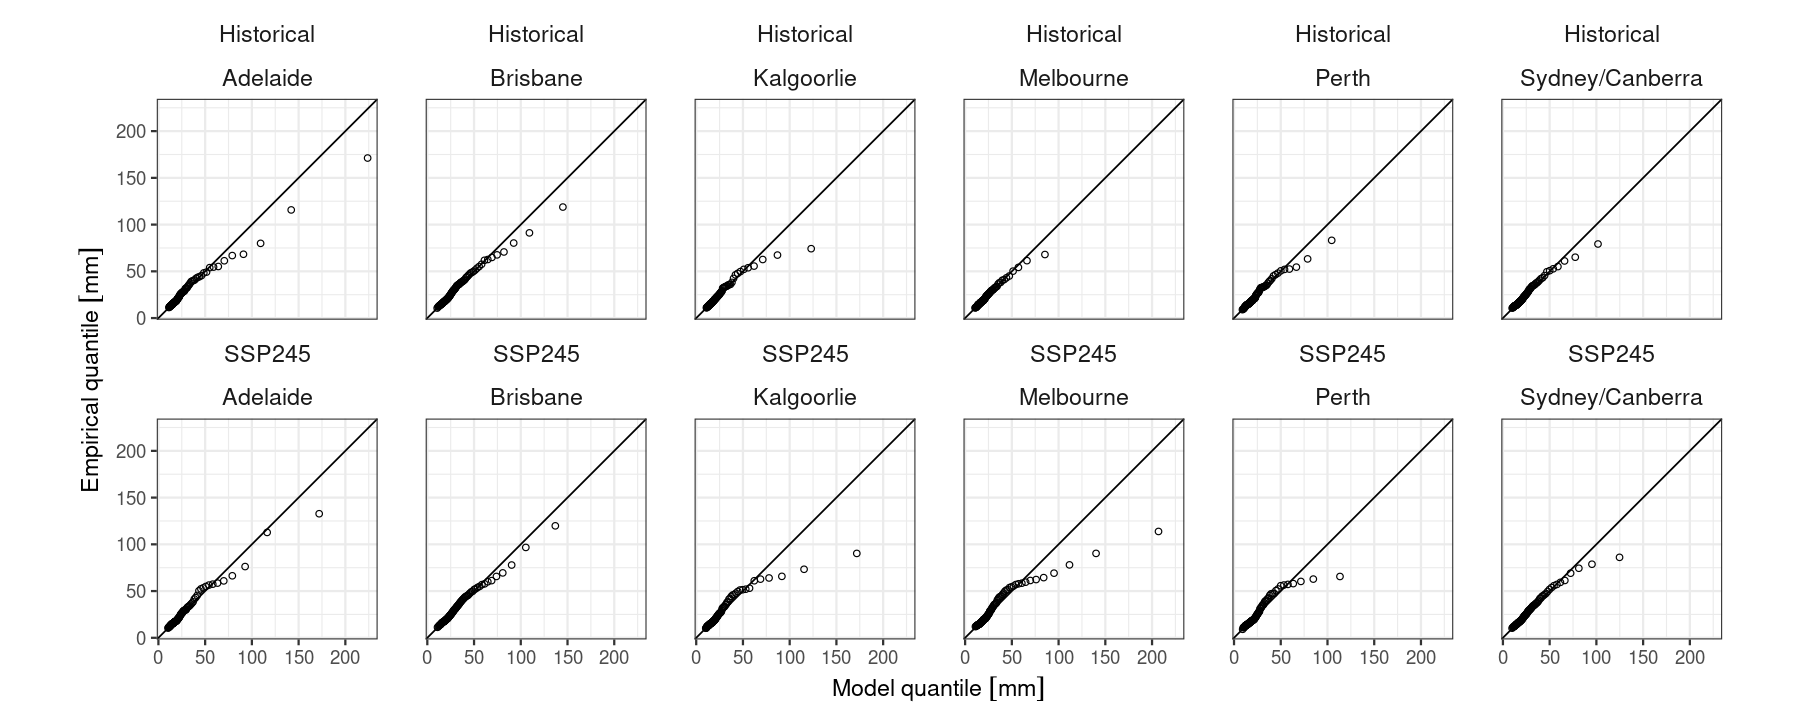 Historical Historical Historical Historical Historical Historical
Adelaide Brisbane Kalgoorlie Melbourne Perth Sydney/Canberra
200
150
100
50
0
Empirical quantile [mm]
SSP245 SSP245 SSP245 SSP245 SSP245 SSP245
Adelaide Brisbane Kalgoorlie Melbourne Perth Sydney/Canberra
200
150
100
50
0
0 50 100 150 200 0 50 100 150 200 0 50 100 150 200 0 50 100 150 200 0 50 100 150 200 0 50 100 150 200
Model quantile [mm]